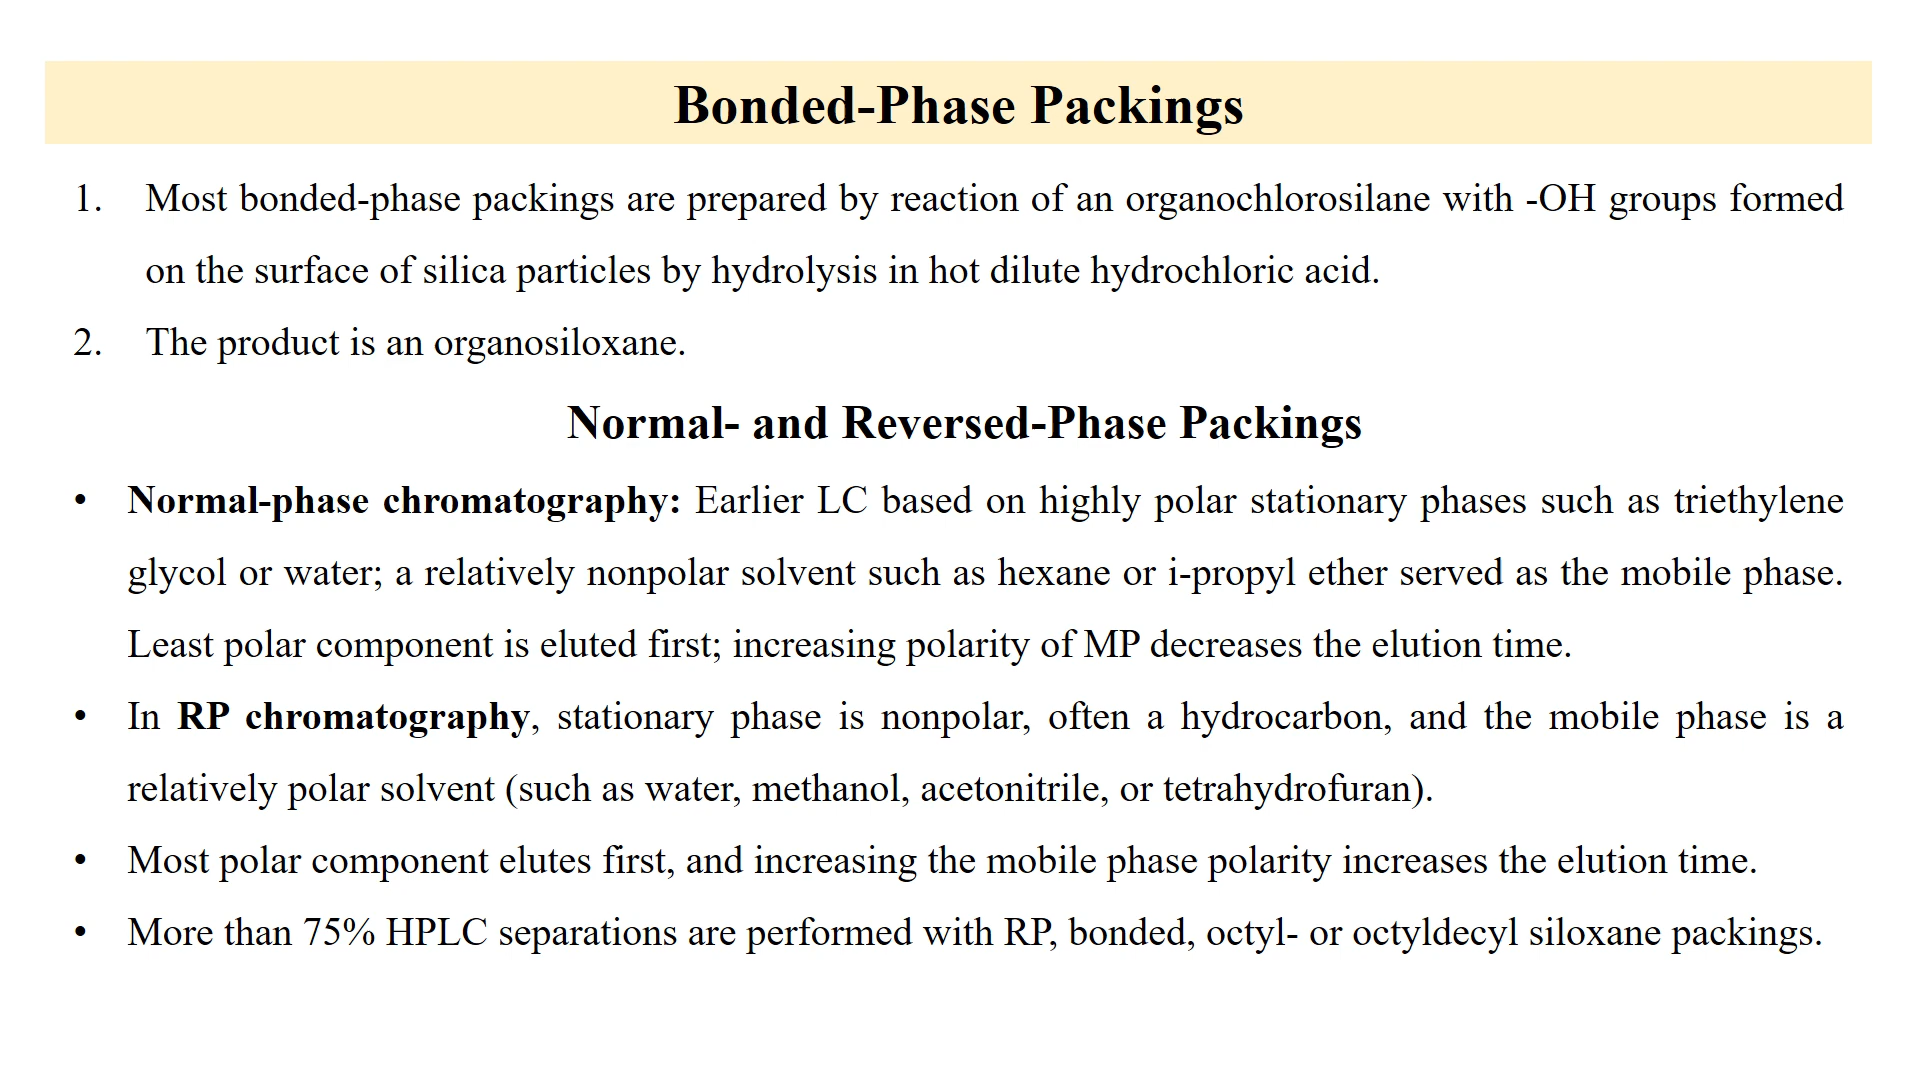 Bonded-Phase Packings
1. Most bonded-phase packings are prepared by reaction of an organochlorosilane with -OH groups formed
on the surface of silica particles by hydrolysis in hot dilute hydrochloric acid.
2. The product is an organosiloxane.
Normal- and Reversed-Phase Packings
• Normal-phase chromatography: Earlier LC based on highly polar stationary phases such as triethylene
glycol or water; a relatively nonpolar solvent such as hexane or i-propyl ether served as the mobile phase.
Least polar component is eluted first; increasing polarity of MP decreases the elution time.
• In RP chromatography, stationary phase is nonpolar, often a hydrocarbon, and the mobile phase is a
relatively polar solvent (such as water, methanol, acetonitrile, or tetrahydrofuran).
• Most polar component elutes first, and increasing the mobile phase polarity increases the elution time.
• More than 75% HPLC separations are performed with RP, bonded, octyl- or octyldecyl siloxane packings.